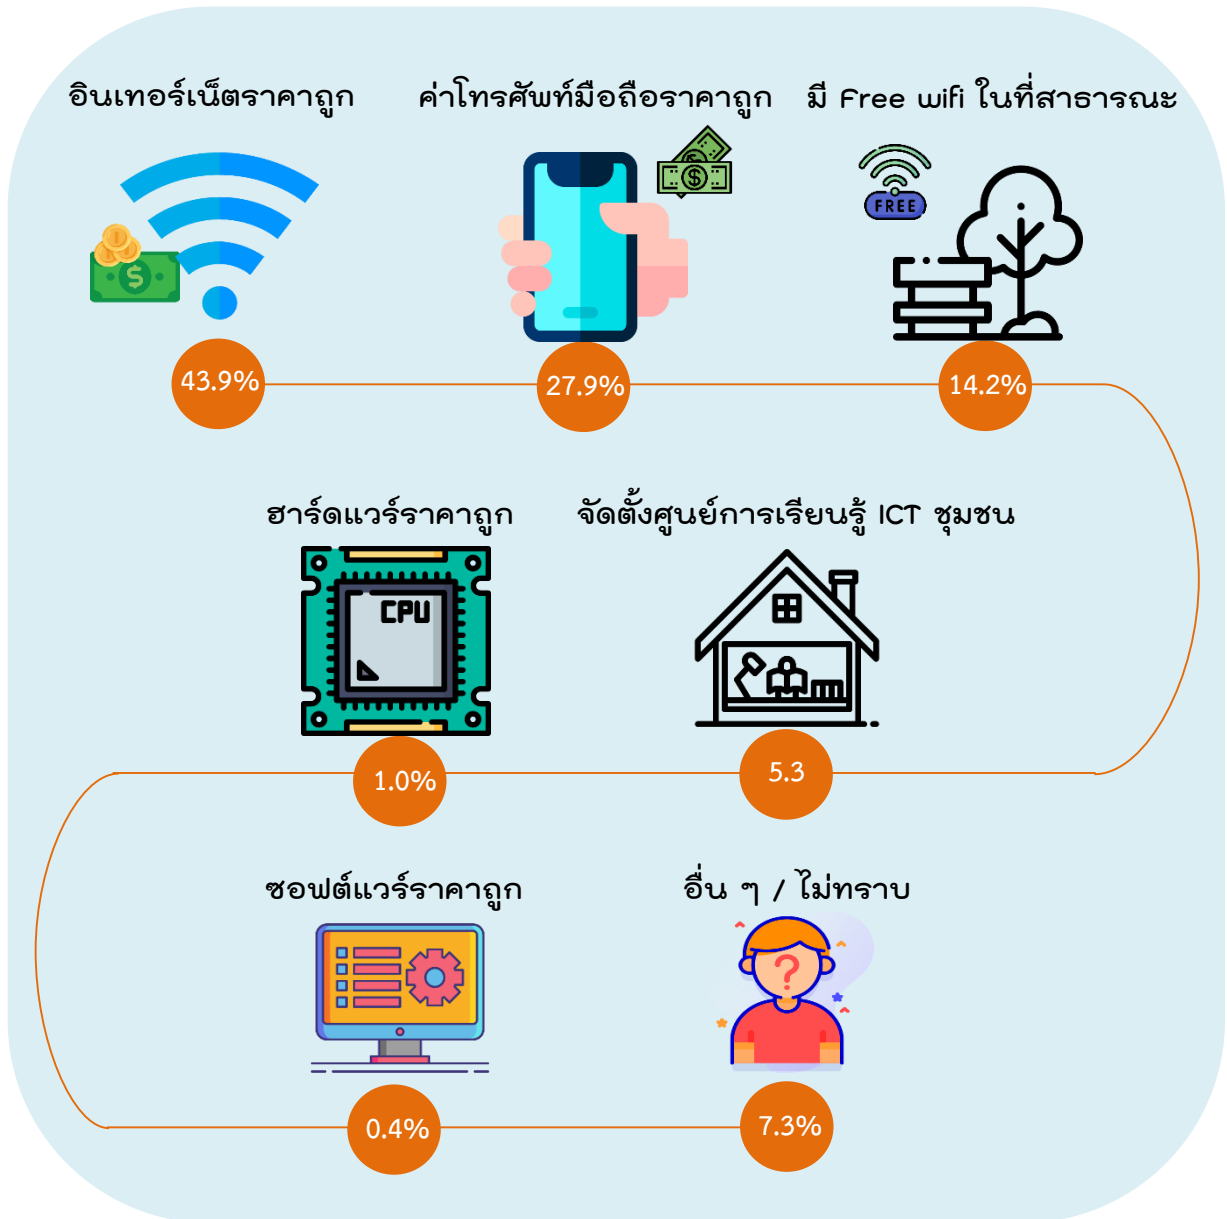 อินเทอร์เน็ตราคาถูก
ค่าโทรศัพท์มือถือราคาถูก
มี Free wifi ในที่สาธารณะ
FREE
43.9%
27.9%
14.2%
ฮาร์ดแวร์ราคาถูก
จัดตั้งศูนย์การเรียนรู้ ICT ชุมชน
CPU
1.0%
5.3
ซอฟต์แวร์ราคาถูก
อื่น ๆ / ไม่ทราบ
?
0.4%
7.3%